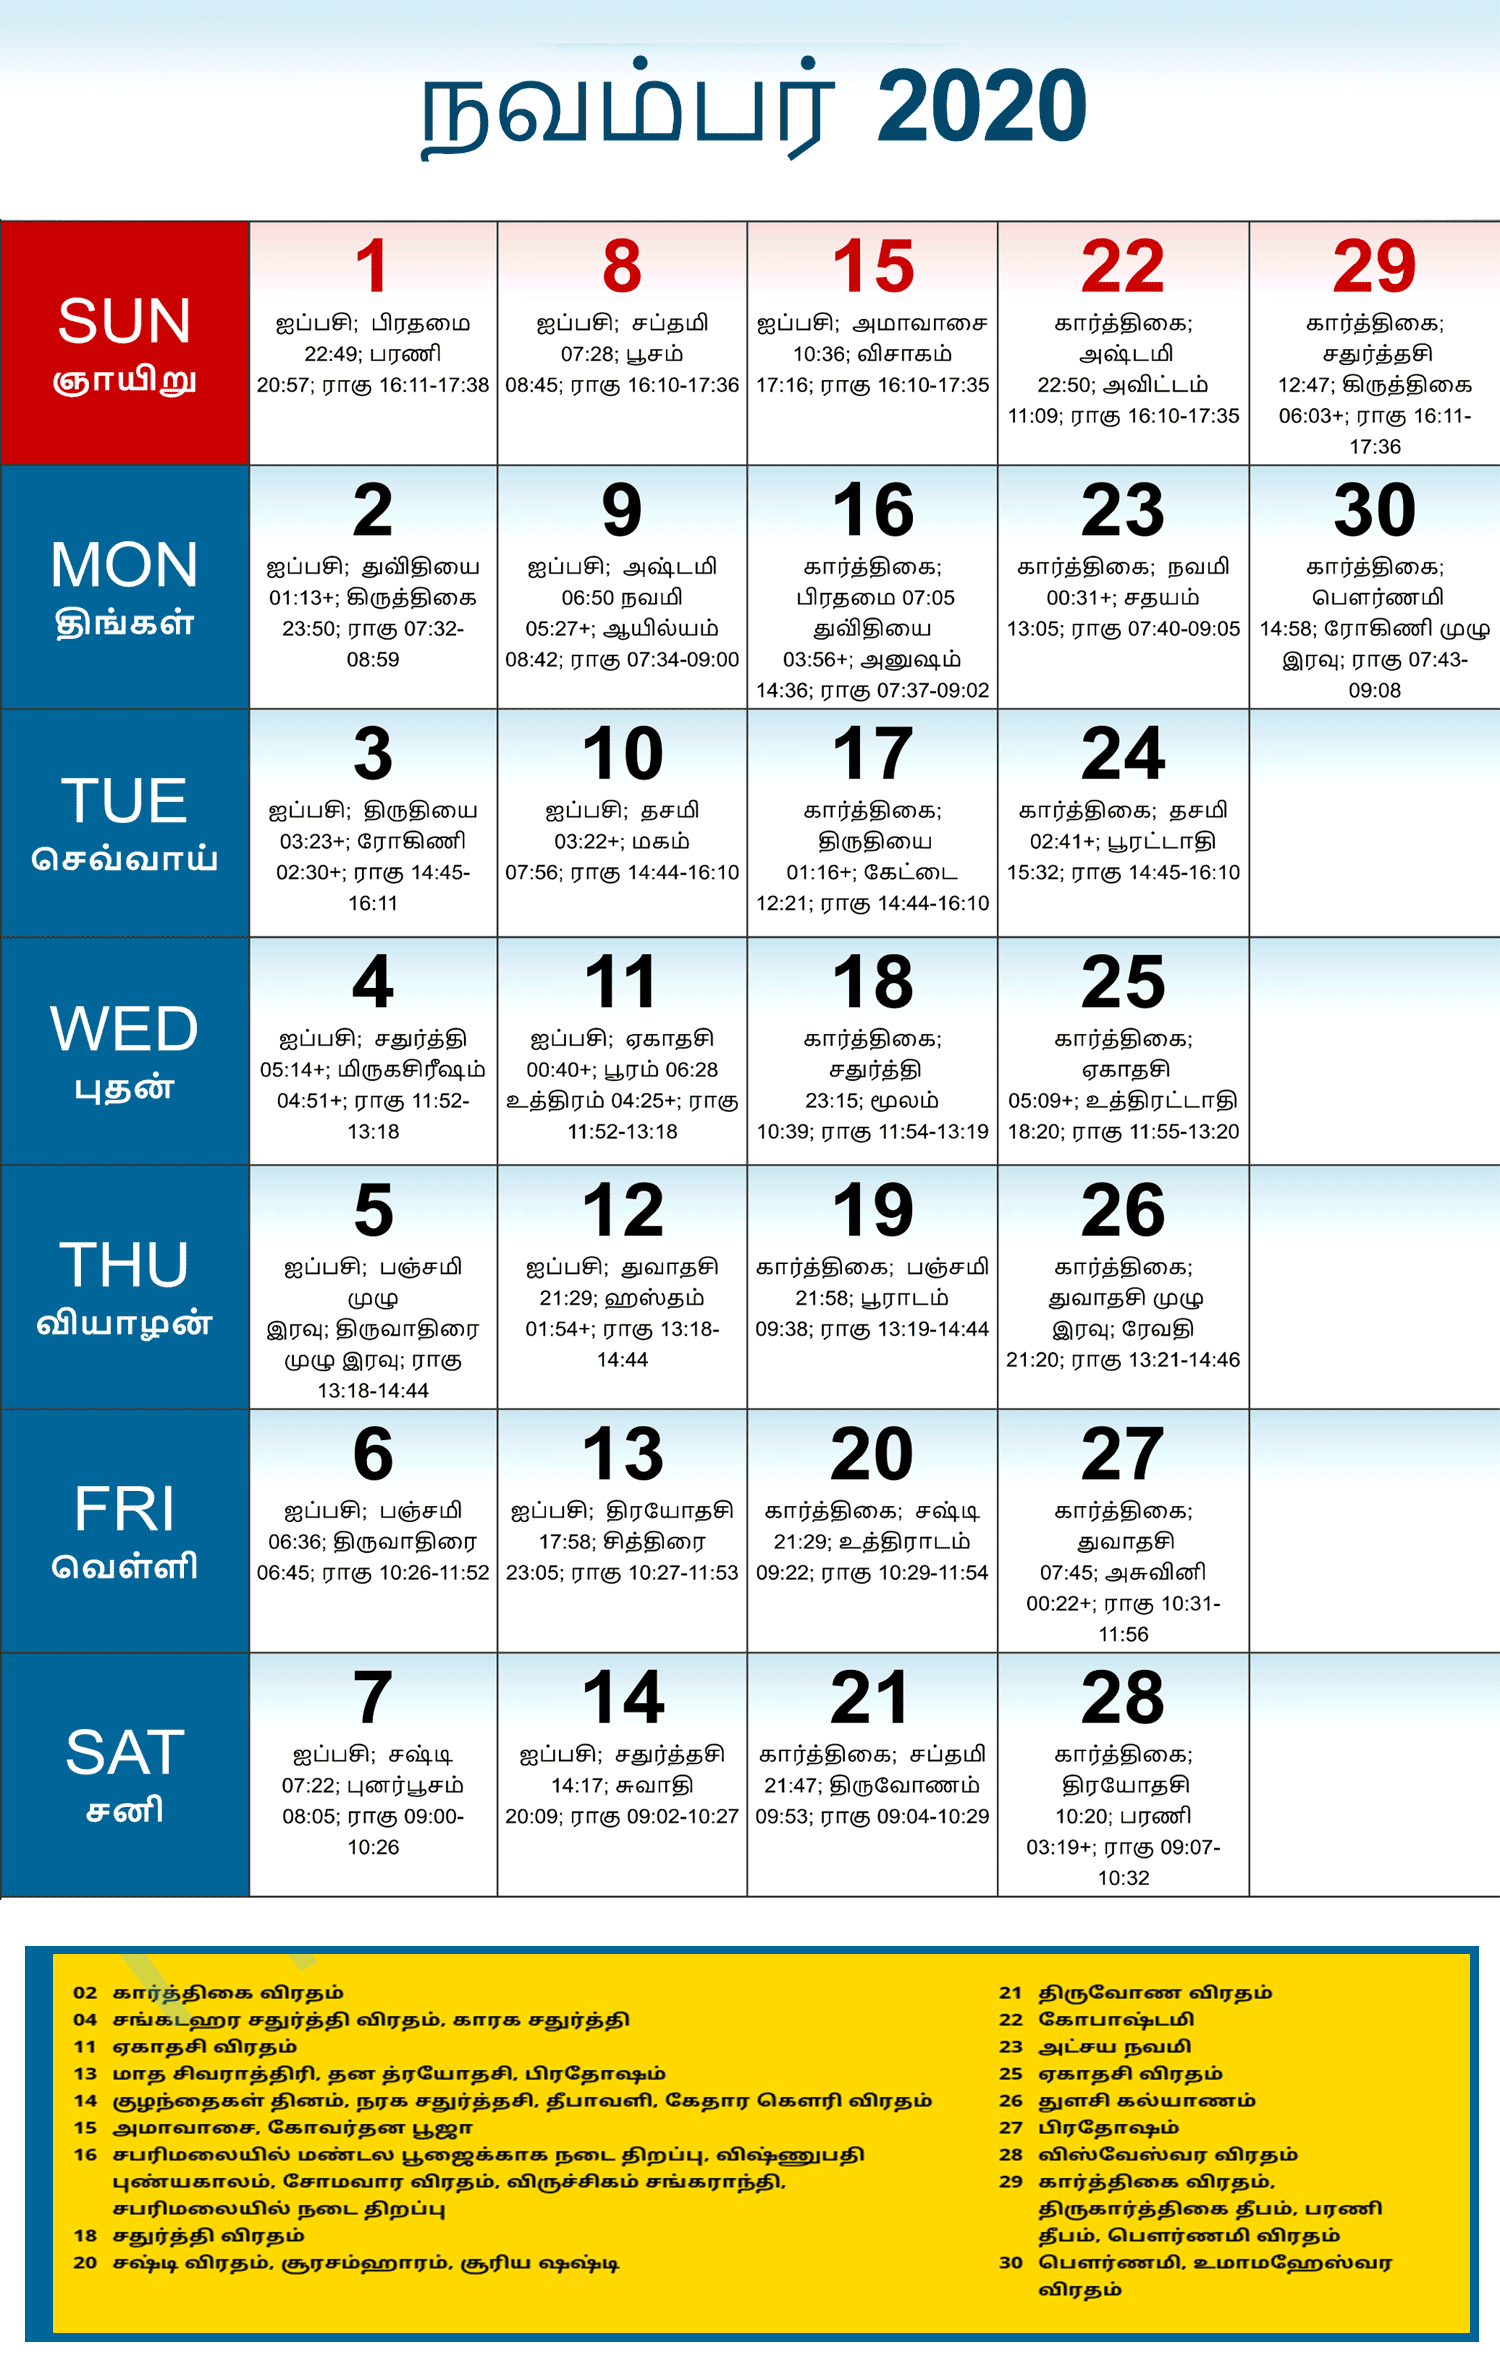 நவம்பர் 2020
SUN
ஞாயிறு
1
ஐப்பசி; பிரதமை
22:49; பரணி
20:57; ராகு 16:11-17:38
8
ஐப்பசி; சப்தமி
07:28; பூசம்
08:45; ராகு 16:10-17:36
15
ஐப்பசி; அமாவாசை
10:36; விசாகம்
17:16; ராகு 16:10-17:35
22
கார்த்திகை;
அஷ்டமி
22:50; அவிட்டம்
11:09; ராகு 16:10-17:35
29
கார்த்திகை;
சதுர்த்தசி
12:47; கிருத்திகை
06:03+; ராகு 16:11-
17:36
MON
திங்கள்
2
ஐப்பசி; துவிதியை
01:13+; கிருத்திகை
23:50; ராகு 07:32-
08:59
9
ஐப்பசி; அஷ்டமி
06:50 நவமி
05:27+; ஆயில்யம்
08:42; ராகு 07:34-09:00
16
கார்த்திகை;
பிரதமை 07:05
துவிதியை
03:56+; அனுஷம்
14:36; ராகு 07:37-09:02
23
கார்த்திகை; நவமி
00:31+; சதயம்
13:05; ராகு 07:40-09:05
30
கார்த்திகை;
பௌர்ணமி
14:58; ரோகிணி முழு
இரவு; ராகு 07:43-
09:08
TUE
செவ்வாய்
3
ஐப்பசி; திருதியை
03:23+; ரோகிணி
02:30+; ராகு 14:45-
16:11
10
ஐப்பசி; தசமி
03:22+; மகம்
07:56; ராகு 14:44-16:10
17
கார்த்திகை;
திருதியை
01:16+; கேட்டை
12:21; ராகு 14:44-16:10
24
கார்த்திகை; தசமி
02:41+; பூரட்டாதி
15:32; ராகு 14:45-16:10
WED
புதன்
4
ஐப்பசி; சதுர்த்தி
05:14+; மிருகசிரீஷம்
04:51+; ராகு 11:52-
13:18
11
ஐப்பசி; ஏகாதசி
00:40+; பூரம் 06:28
உத்திரம் 04:25+; ராகு
11:52-13:18
18
கார்த்திகை;
சதுர்த்தி
23:15; மூலம்
10:39; ராகு 11:54-13:19
25
கார்த்திகை;
ஏகாதசி
05:09+; உத்திரட்டாதி
18:20; ராகு 11:55-13:20
THU
வியாழன்
5
ஐப்பசி; பஞ்சமி
முழு
இரவு; திருவாதிரை
முழு இரவு; ராகு
13:18-14:44
12
ஐப்பசி; துவாதசி
21:29; ஹஸ்தம்
01:54+; ராகு 13:18-
14:44
19
கார்த்திகை; பஞ்சமி
21:58; பூராடம்
09:38; ராகு 13:19-14:44
26
கார்த்திகை;
துவாதசி முழு
இரவு; ரேவதி
21:20; ராகு 13:21-14:46
FRI
வெள்ளி
6
ஐப்பசி; பஞ்சமி
06:36; திருவாதிரை
06:45; ராகு 10:26-11:52
13
ஐப்பசி; திரயோதசி
17:58; சித்திரை
23:05; ராகு 10:27-11:53
20
கார்த்திகை; சஷ்டி
21:29; உத்திராடம்
09:22; ராகு 10:29-11:54
27
கார்த்திகை;
துவாதசி
07:45; அசுவினி
00:22+; ராகு 10:31-
11:56
SAT
சனி
7
ஐப்பசி; சஷ்டி
07:22; புனர்பூசம்
08:05; ராகு 09:00-
10:26
14
ஐப்பசி; சதுர்த்தசி
14:17; சுவாதி
20:09; ராகு 09:02-10:27
21
கார்த்திகை; சப்தமி
21:47; திருவோணம்
09:53; ராகு 09:04-10:29
28
கார்த்திகை;
திரயோதசி
10:20; பரணி
03:19+; ராகு 09:07-
10:32
02 கார்த்திகை விரதம்
04 சங்கடஹர சதுர்த்தி விரதம், காரக சதுர்த்தி
11 ஏகாதசி விரதம்
13 மாத சிவராத்திரி, தன த்ரயோதசி, பிரதோஷம்
14 குழந்தைகள் தினம், நரக சதுர்த்தசி, தீபாவளி, கேதார கௌரி விரதம்
15 அமாவாசை, கோவர்தன பூஜா
16 சபரிமலையில் மண்டல பூஜைக்காக நடை திறப்பு, விஷ்ணுபதி
புண்யகாலம், சோமவார விரதம், விருச்சிகம் சங்கராந்தி,
சபரிமலையில் நடை திறப்பு
18 சதுர்த்தி விரதம்
20 சஷ்டி விரதம், சூரசம்ஹாரம், சூரிய ஷஷ்டி
21 திருவோண விரதம்
22 கோபாஷ்டமி
23 அட்சய நவமி
25 ஏகாதசி விரதம்
26 துளசி கல்யாணம்
27 பிரதோஷம்
28 விஸ்வேஸ்வர விரதம்
29 கார்த்திகை விரதம்,
திருகார்த்திகை தீபம், பரணி
தீபம், பௌர்ணமி விரதம்
30 பௌர்ணமி, உமாமஹேஸ்வர
விரதம்